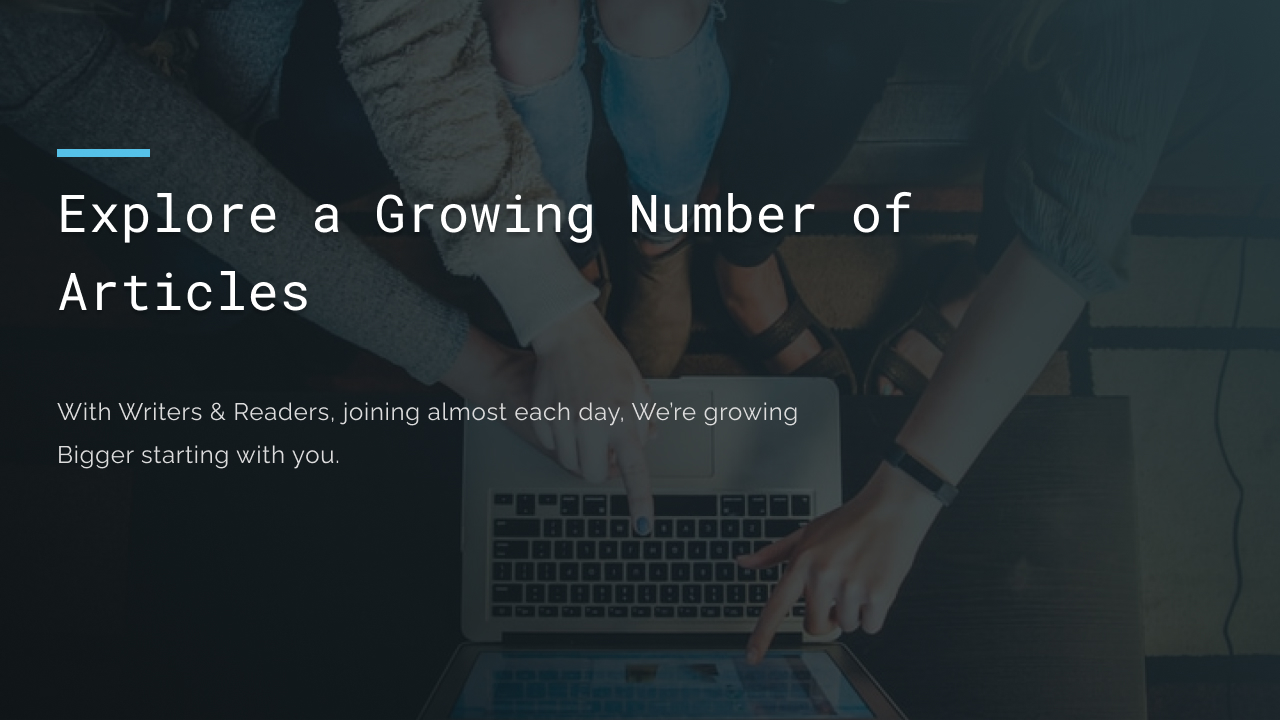 Explore a Growing Number of
Articles
With Writers & Readers, joining almost each day, We're growing
Bigger starting with you.